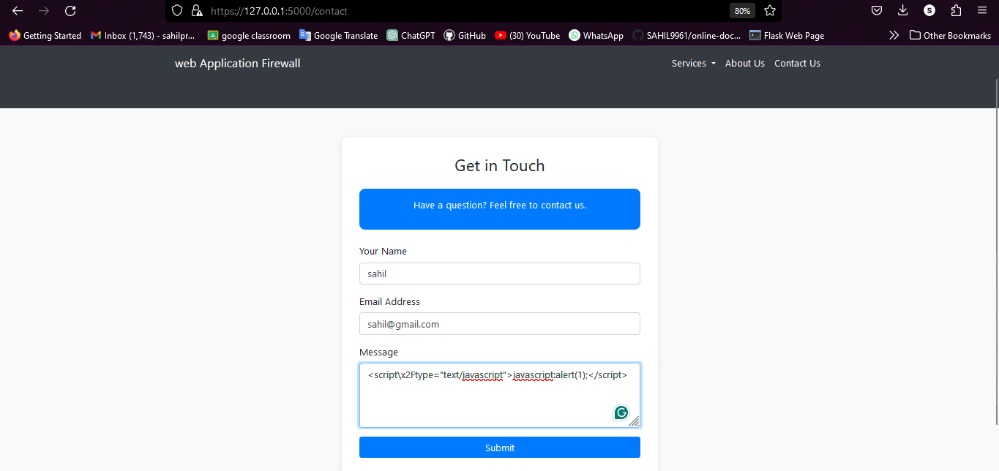 https://127.0.0.1:5000/contact 80% S
Getting Started Inbox (1,743) - sahilpr... google classroom Google Translate ChatGPT GitHub (30) YouTube WhatsApp SAHIL9961/online-doc... Flask Web Page Other Bookmarks
web Application Firewall Services About Us Contact Us
Get in Touch
Have a question? Feel free to contact us.
Your Name
sahil
Email Address
sahil@gmail.com
Message
<script\x2Ftype="text/javascript">javascript:alert(1);</script>
Submit